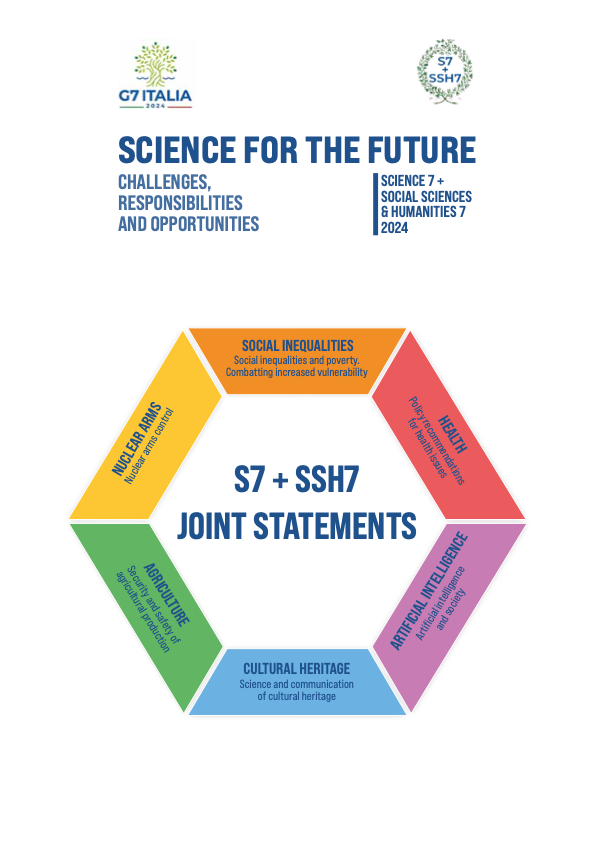 G7 ITALIA
2024
S7
+
SSH7
SCIENCE FOR THE FUTURE
CHALLENGES,
RESPONSIBILITIES
AND OPPORTUNITIES
SCIENCE 7 +
SOCIAL SCIENCES
& HUMANITIES 7
2024
SOCIAL INEQUALITIES
Social inequalities and poverty.
Combatting increased vulnerability
NUCLEAR ARMS
Nuclear arms control
HEALTH
Policy recommendations
for health issues
S7 + SSH7
JOINT STATEMENTS
AGRICULTURE
Security and safety of
agricultural production
ARTIFICIAL INTELLIGENCE
Artificial intelligence
and society
CULTURAL HERITAGE
Science and communication
of cultural heritage